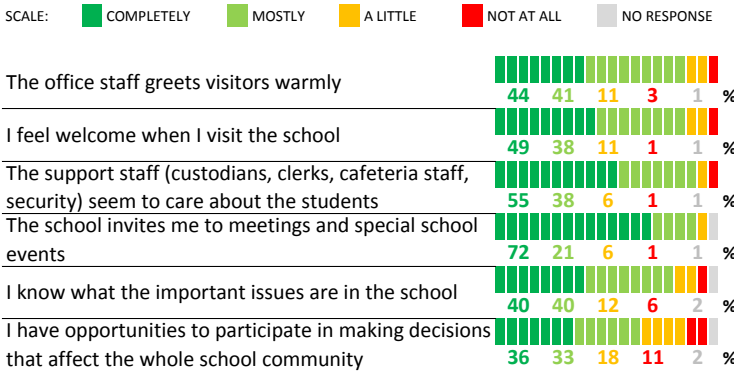 SCALE: COMPLETELY MOSTLY A LITTLE NOT AT ALL NO RESPONSE
The office staff greets visitors warmly
44 41 11 3 1 %
I feel welcome when I visit the school
49 38 11 1 1 %
The support staff (custodians, clerks, cafeteria staff,
security) seem to care about the students
55 38 6 1 1 %
The school invites me to meetings and special school
events
72 21 6 1 1 %
I know what the important issues are in the school
40 40 12 6 2 %
I have opportunities to participate in making decisions
that affect the whole school community
36 33 18 11 2 %